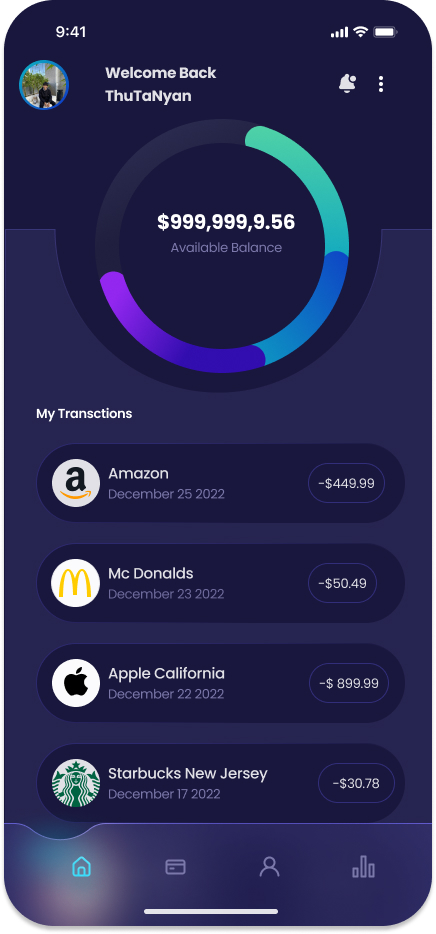 9:41
Welcome Back
ThuTaNyan
$999,999,9.56
Available Balance
My Transctions
a
Amazon
December 25 2022
-$449.99
Mc Donalds
December 23 2022
-$50.49
Apple California
December 22 2022
-$ 899.99
Starbucks New Jersey
December 17 2022
-$30.78